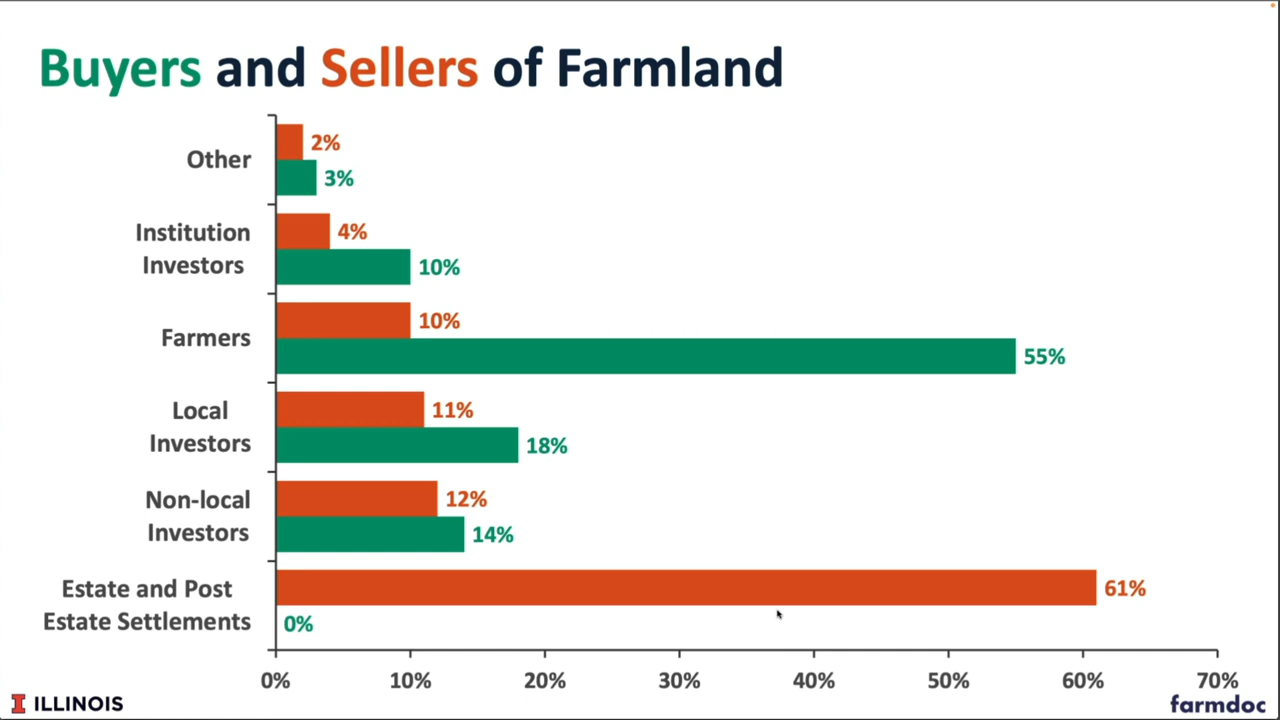 Buyers and Sellers of Farmland
Other
2%
3%
Institution
Investors
4%
10%
Farmers
10%
55%
Local
Investors
11%
18%
Non-local
Investors
12%
14%
Estate and Post
Estate Settlements
61%
0%
0% 10% 20% 30% 40% 50% 60% 70%
I ILLINOIS
farmdoc